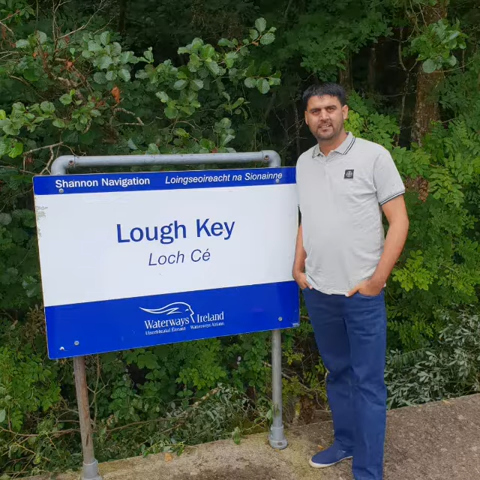 Shannon Navigation Loingseoireacht na Sionainne
Lough Key
Loch Cé
Waterways Ireland